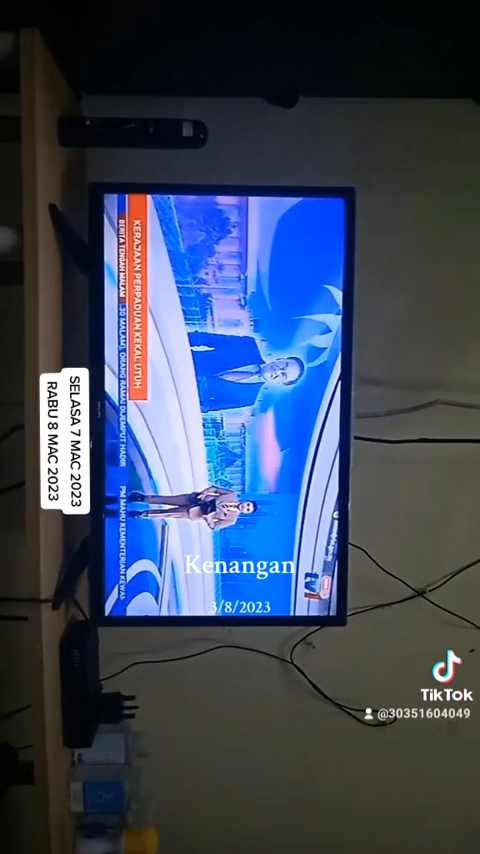 KERAJAAN PERPADUAN KEKAL UTUH
BERITA TENGAH MALAM
30 MALAM), ORANG RAMAI DIJEMPUT HADIR
PM MAHU KEMENTERIAN KEWAN
SELASA 7 MAC 2023
RABU 8 MAC 2023
Kenangan
3/8/2023
TikTok
@30351604049